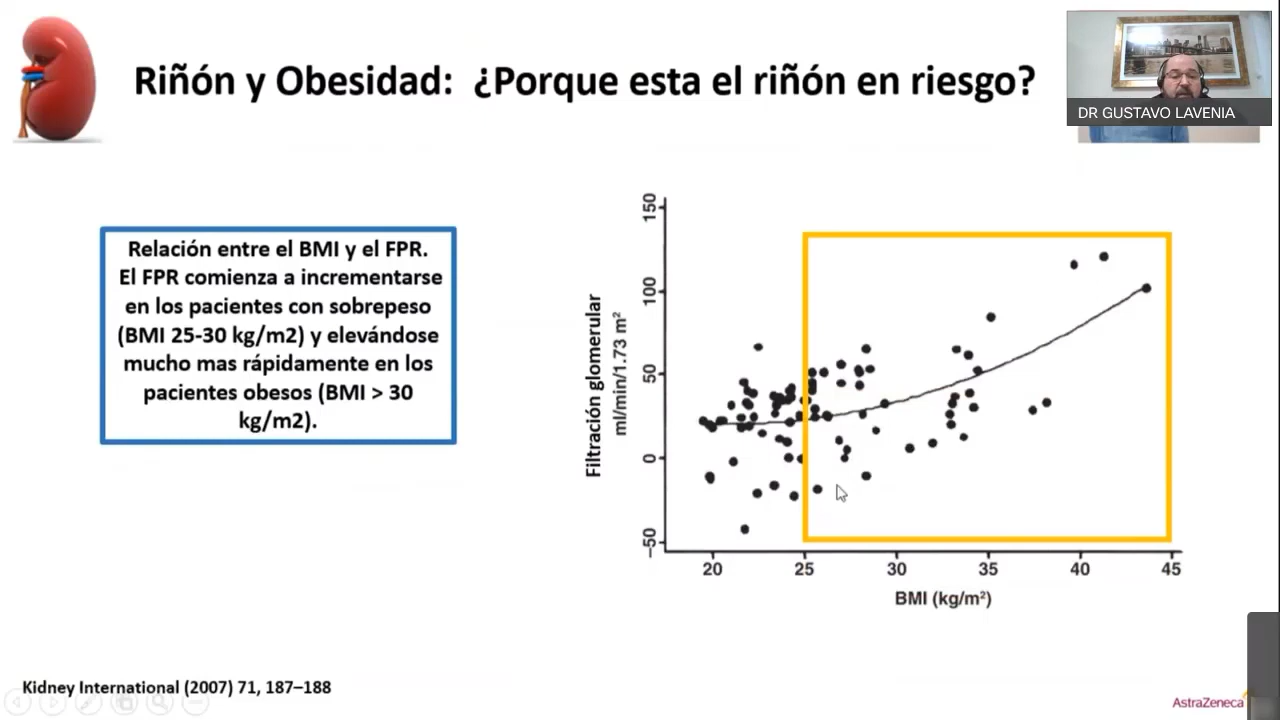 Riñón y Obesidad: ¿Porque esta el riñón en riesgo?
DR GUSTAVO LAVENIA
Relación entre el BMI y el FPR.
El FPR comienza a incrementarse
en los pacientes con sobrepeso
(BMI 25-30 kg/m2) y elevándose
mucho mas rápidamente en los
pacientes obesos (BMI > 30
kg/m2).
Filtración glomerular
ml/min/1.73 m²
150
100
50
0
−50
20 25 30 35 40 45
BMI (kg/m²)
Kidney International (2007) 71, 187–188
AstraZeneca